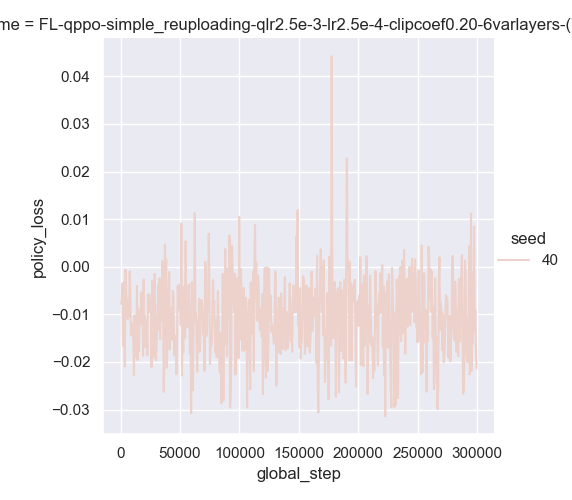 me = FL-qppo-simple_reuploading-qlr2.5e-3-lr2.5e-4-clipcoef0.20-6varlayers-(
0.04
0.03
0.02
0.01
0.00
−0.01
−0.02
−0.03
policy_loss
0 50000 100000 150000 200000 250000 300000
global_step
seed
40